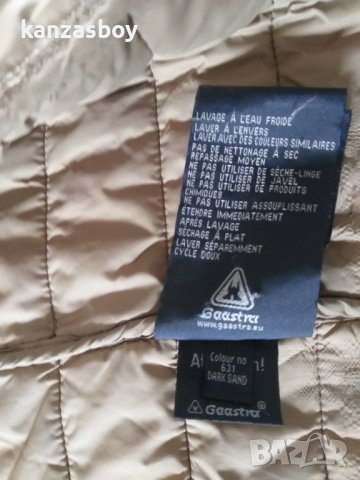 kanzasboy
LAVAGE À L'EAU FROIDE
LAVER À L'ENVERS
LAVER AVEC DES COULEURS SIMILAIRES
PAS DE NETTOYAGE À SEC
REPASSAGE MOYEN
NE PAS UTILISER DE SÈCHE-LINGE
NE PAS UTILISER DE JAVEL
NE PAS UTILISER DE PRODUITS
CHIMIQUES
NE PAS UTILISER ASSOUPLISSANT
ÉTENDRE IMMEDIATEMENT
APRÈS LAVAGE
SÉCHAGE À PLAT
LAVER SÉPAREMMENT
CYCLE DOUX
Gaastra
www.gaastra.eu
Colour no
631
DARK SAND
Gaastra
BAZAR